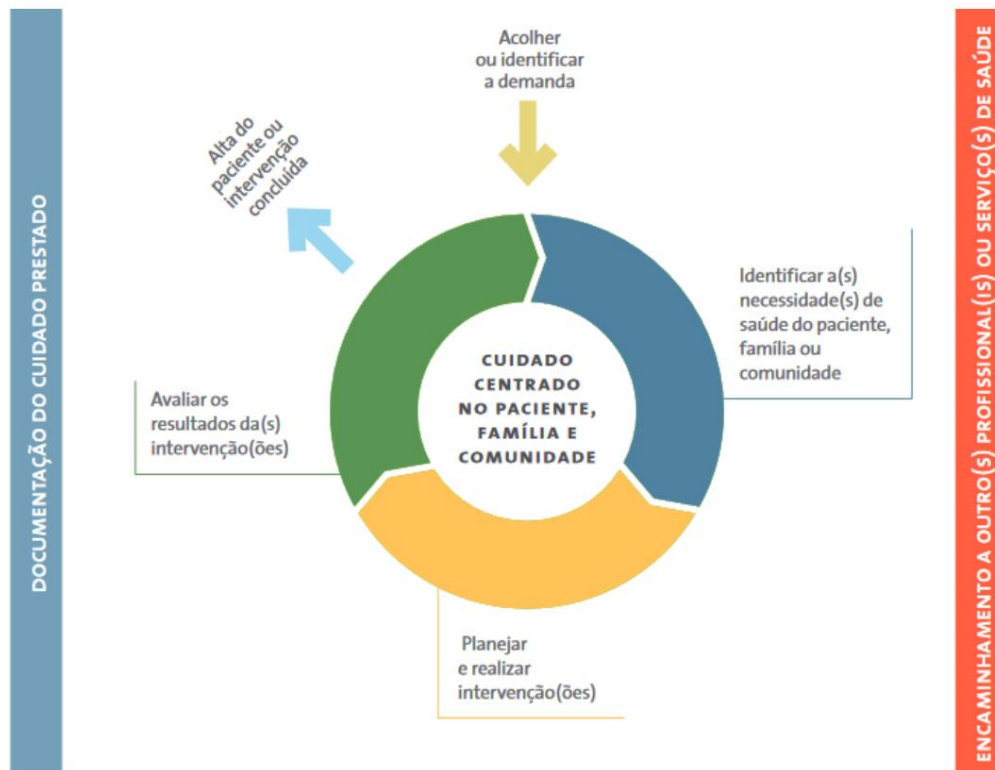 DOCUMENTAÇÃO DO CUIDADO PRESTADO
Acolher
ou identificar
a demanda
Alta do
paciente ou
intervenção
concluída
Identificar a(s)
necessidade(s) de
saúde do paciente,
família ou
comunidade
CUIDADO
CENTRADO
NO PACIENTE,
FAMÍLIA E
COMUNIDADE
Avaliar os
resultados da(s)
intervenção(ões)
Planejar
e realizar
intervenção(ões)
ENCAMINHAMENTO A OUTRO(S) PROFISSIONAL(IS) OU SERVIÇO(S) DE SAÚDE